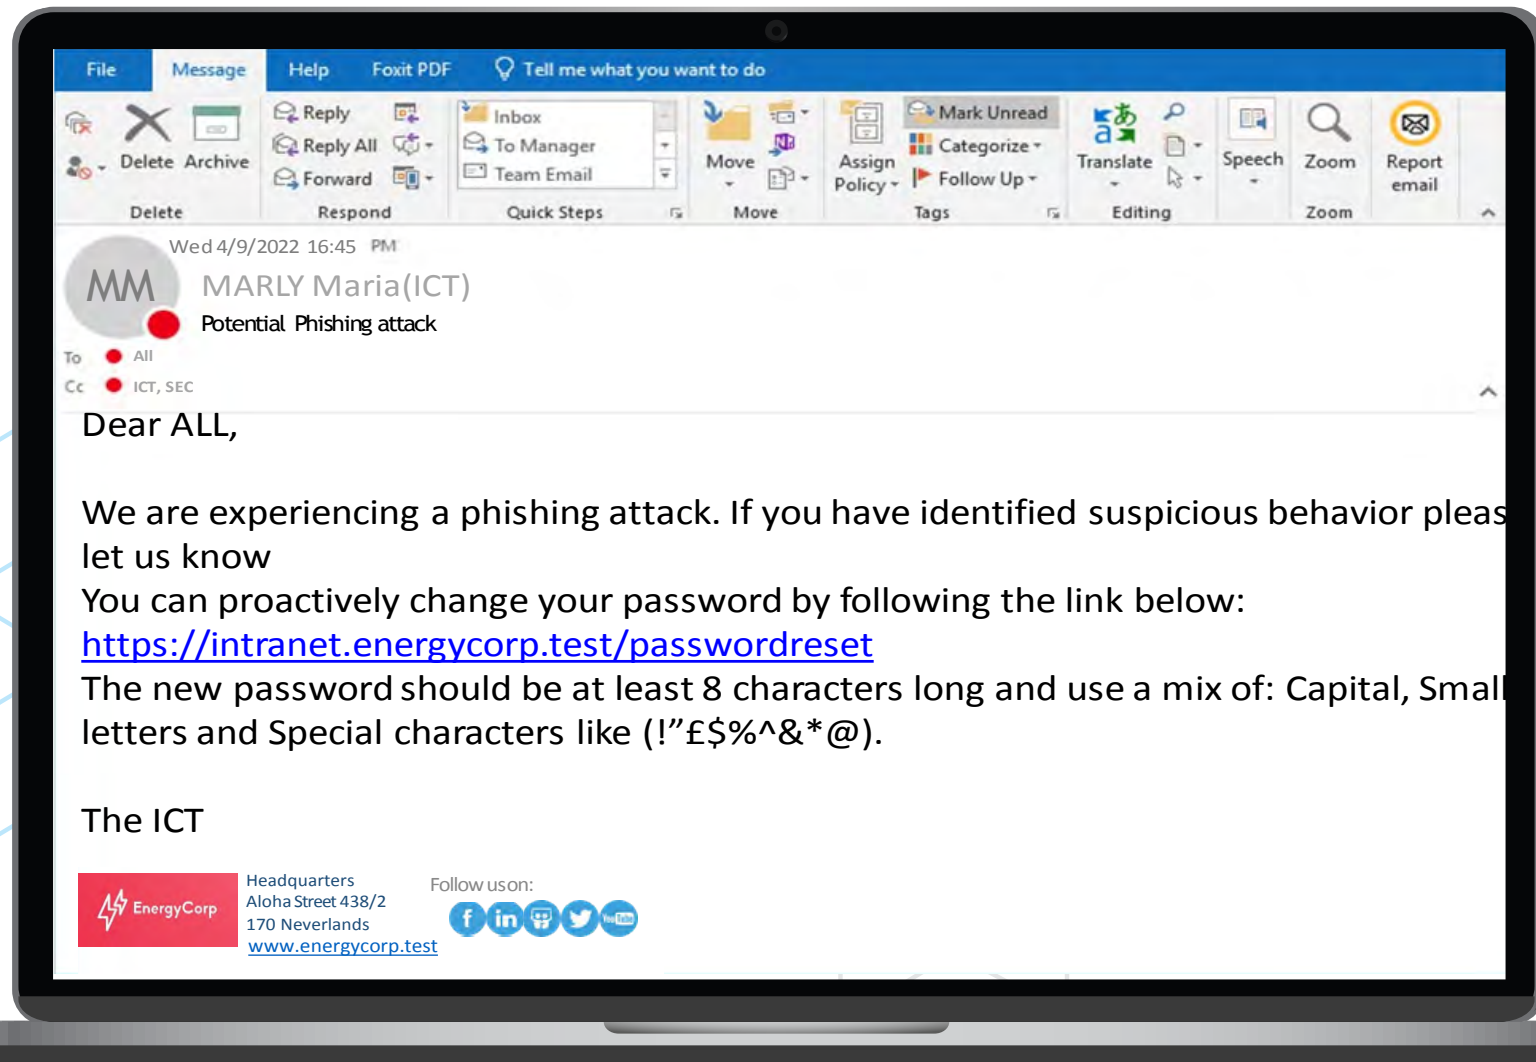 File Message Help Foxit PDF Tell me what you want to do
Delete Archive
Reply
Reply All
Forward
Inbox
To Manager
Team Email
Move
Assign Policy
Mark Unread
Categorize
Follow Up
Translate
Speech
Zoom
Report email
Delete Respond Quick Steps Move Tags Editing Zoom
Wed 4/9/2022 16:45 PM
MM
MARLY Maria(ICT)
Potential Phishing attack
To All
Cc ICT, SEC
Dear ALL,
We are experiencing a phishing attack. If you have identified suspicious behavior pleas
let us know
You can proactively change your password by following the link below:
https://intranet.energycorp.test/passwordreset
The new password should be at least 8 characters long and use a mix of: Capital, Small
letters and Special characters like (!”£$%^&*@).
The ICT
EnergyCorp
Headquarters
Aloha Street 438/2
170 Neverlands
www.energycorp.test
Follow us on:
f in You Tube